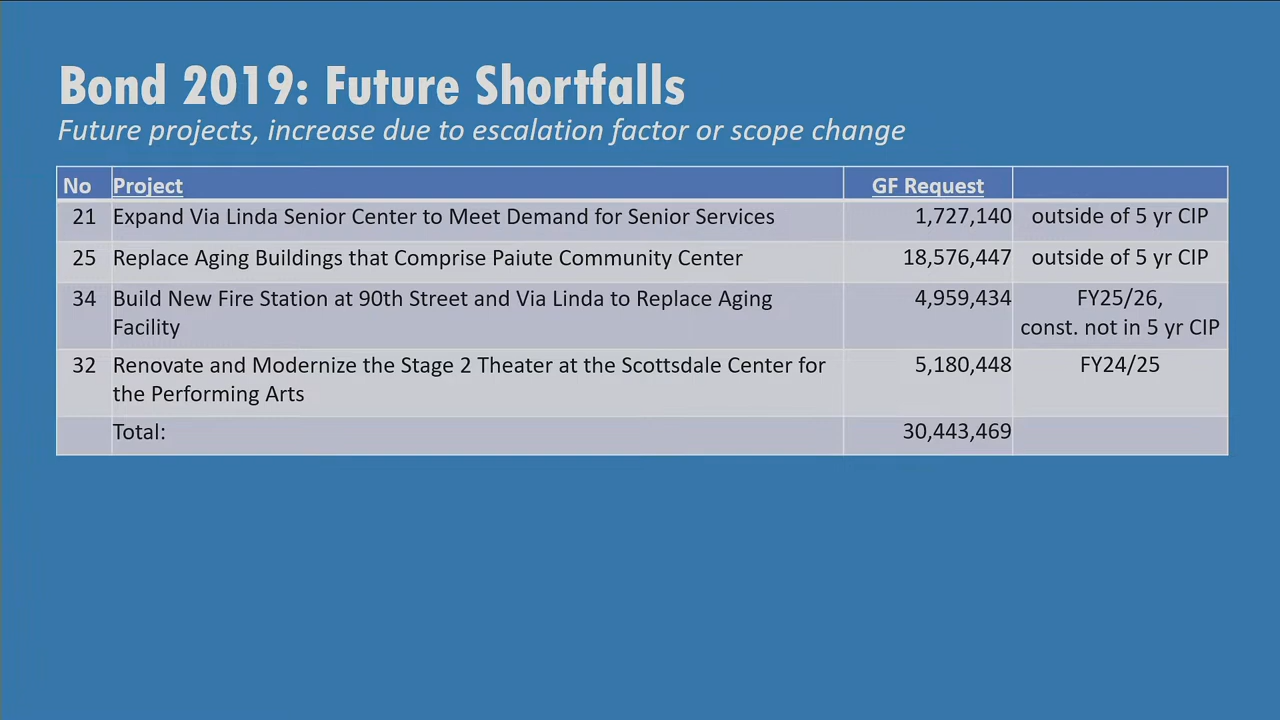 Bond 2019: Future Shortfalls
Future projects, increase due to escalation factor or scope change
No Project GF Request
21 Expand Via Linda Senior Center to Meet Demand for Senior Services 1,727,140 outside of 5 yr CIP
25 Replace Aging Buildings that Comprise Paiute Community Center 18,576,447 outside of 5 yr CIP
34 Build New Fire Station at 90th Street and Via Linda to Replace Aging 4,959,434 FY25/26,
Facility const. not in 5 yr CIP
32 Renovate and Modernize the Stage 2 Theater at the Scottsdale Center for 5,180,448 FY24/25
the Performing Arts
Total: 30,443,469